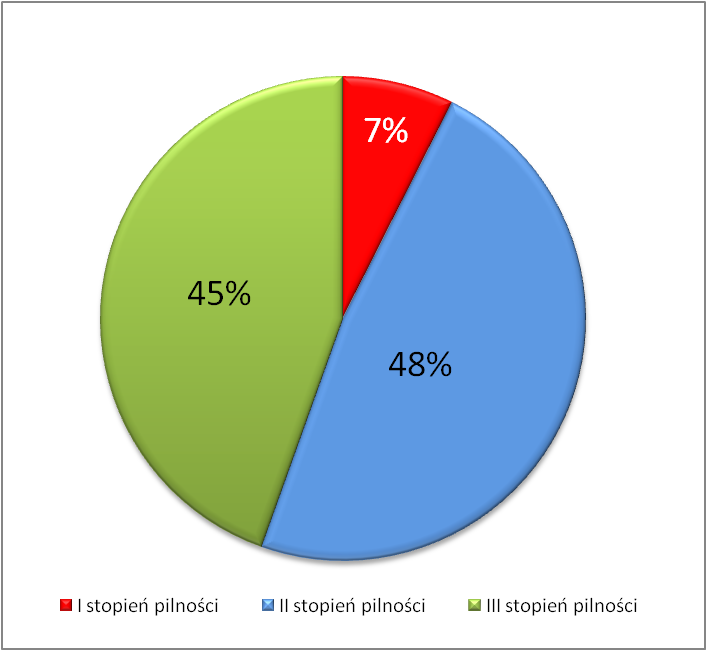 7%
45%
48%
I stopień pilności
II stopień pilności
III stopień pilności